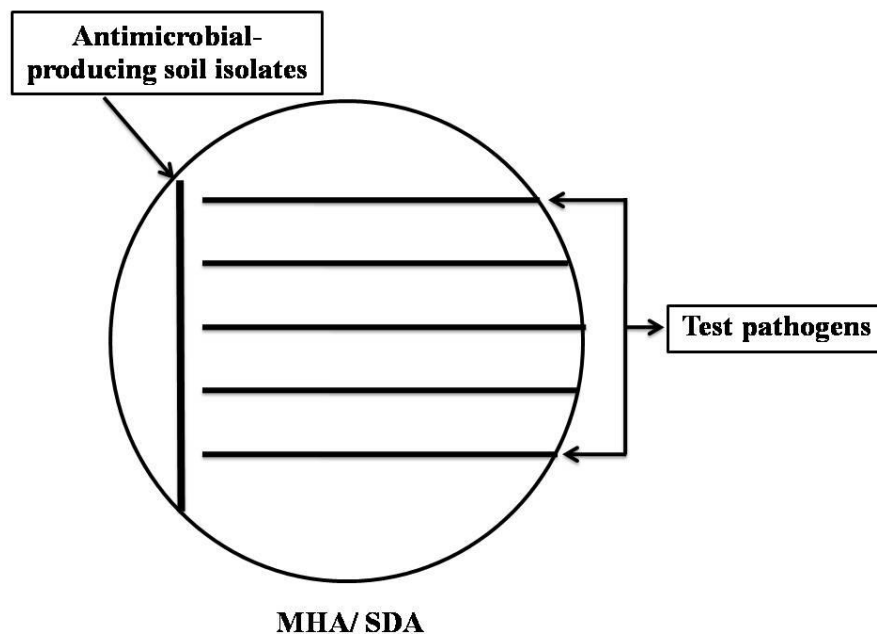 Antimicrobial-
producing soil isolates
Test pathogens
MHA/ SDA